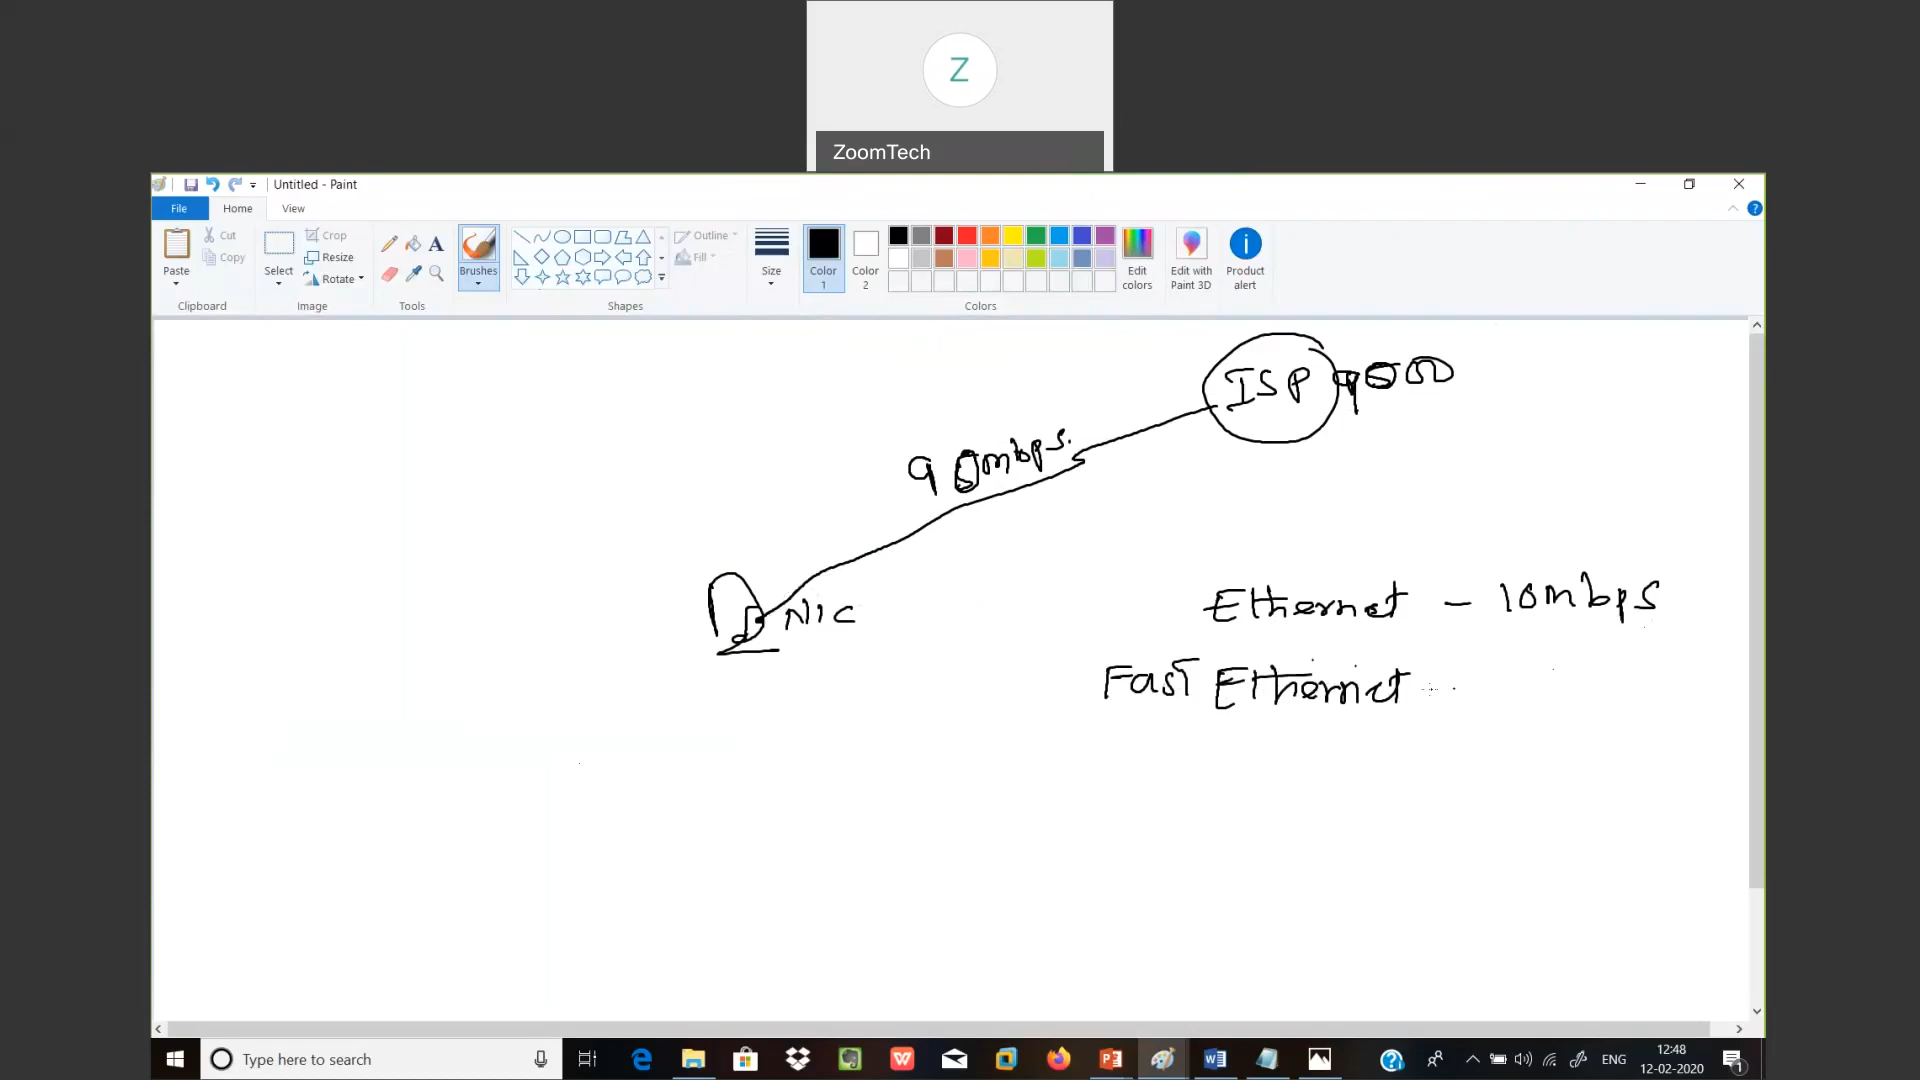 Z
ZoomTech
Untitled - Paint
File Home View
Cut
Copy
Paste
Clipboard
Crop
Resize
Rotate
Select
Image
A
Tools
Brushes
Shapes
Outline
Fill
Size
Color 1
Color 2
Edit colors
Colors
Edit with Paint 3D
Product alert
ISP
90mbps.
NIC
Ethernet - 10mbps
Fast Ethernet -
Type here to search
ENG
12:48
12-02-2020
1